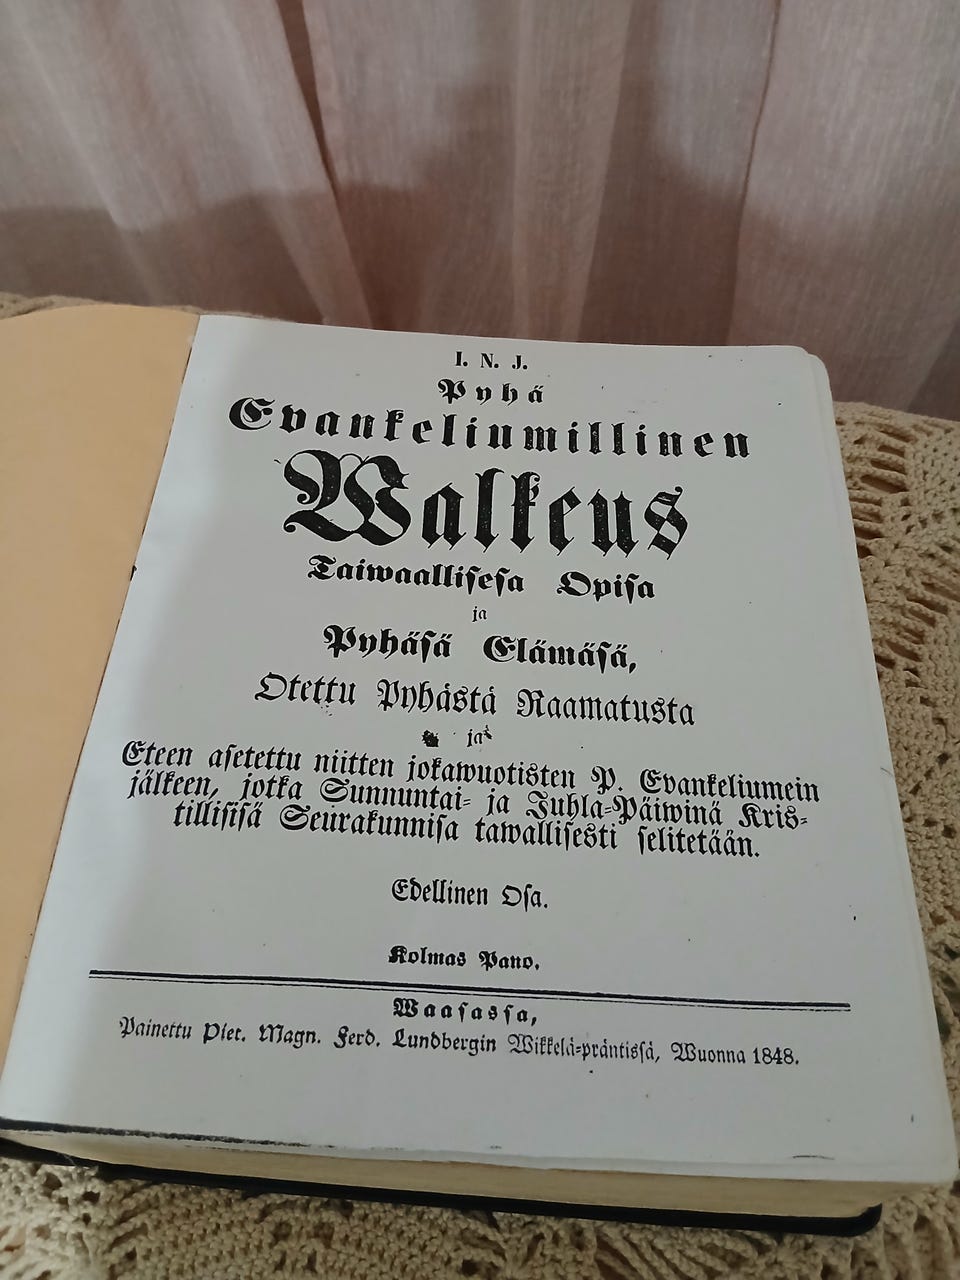 I. N. J.
Pyhä
Evankeliumillinen
Walkeus
Taiwaalliſeſa Opiſa
ja
Pyhäſä Elämäſä,
Otettu Pyhästä Raamatusta
ja
Eteen aſetettu niitten jokawuotisten P. Evankeliumein
jälkeen, jotka Sunnuntai- ja Juhla-Päiwinä Kris-
tilliſiſä Seurakunniſa tawalliſesti ſelitetään.
Edellinen Oſa.
Kolmas Pano.
Waaſasſa,
Painettu Piet. Magn. Ferd. Lundbergin Wikkelä-präntisſä, Wuonna 1848.